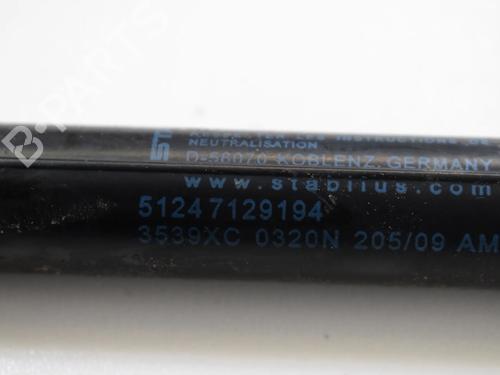 NEUTRALISATION
D-56070 KOBLENZ, GERMANY
www.stabilus.com
51247129194
3539XC 0320N 205/09 AM
B-PARTS